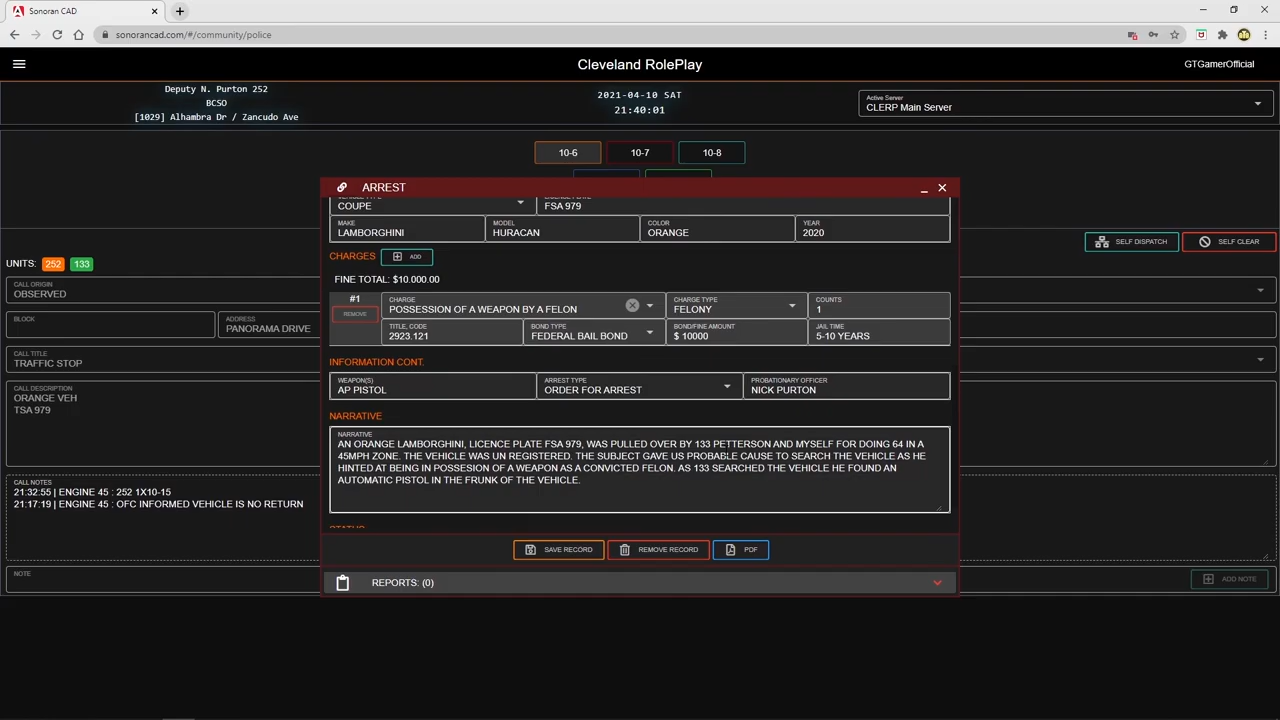 Sonoran CAD
sonorancad.com/#/community/police
Cleveland RolePlay
GTGamerOfficial
Deputy N. Purton 252
BCSO
[1029] Alhambra Dr / Zancudo Ave
2021-04-10 SAT
21:40:01
Active Server
CLERP Main Server
10-6
10-7
10-8
SELF DISPATCH
SELF CLEAR
UNITS: 252 133
CALL ORIGIN
OBSERVED
BLOCK
ADDRESS
PANORAMA DRIVE
CALL TITLE
TRAFFIC STOP
CALL DESCRIPTION
ORANGE VEH
TSA 979
CALL NOTES
21:32:55 | ENGINE 45 : 252 1X10-15
21:17:19 | ENGINE 45 : OFC INFORMED VEHICLE IS NO RETURN
NOTE
ADD NOTE
ARREST
COUPE
FSA 979
MAKE
LAMBORGHINI
MODEL
HURACAN
COLOR
ORANGE
YEAR
2020
CHARGES
ADD
FINE TOTAL: $10.000.00
#1
REMOVE
CHARGE
POSSESSION OF A WEAPON BY A FELON
CHARGE TYPE
FELONY
COUNTS
1
TITLE, CODE
2923.121
BOND TYPE
FEDERAL BAIL BOND
BOND/FINE AMOUNT
$ 10000
JAIL TIME
5-10 YEARS
INFORMATION CONT.
WEAPON(S)
AP PISTOL
ARREST TYPE
ORDER FOR ARREST
PROBATIONARY OFFICER
NICK PURTON
NARRATIVE
NARRATIVE
AN ORANGE LAMBORGHINI, LICENCE PLATE FSA 979, WAS PULLED OVER BY 133 PETTERSON AND MYSELF FOR DOING 64 IN A
45MPH ZONE. THE VEHICLE WAS UN REGISTERED. THE SUBJECT GAVE US PROBABLE CAUSE TO SEARCH THE VEHICLE AS HE
HINTED AT BEING IN POSSESION OF A WEAPON AS A CONVICTED FELON. AS 133 SEARCHED THE VEHICLE HE FOUND AN
AUTOMATIC PISTOL IN THE FRUNK OF THE VEHICLE.
SAVE RECORD
REMOVE RECORD
PDF
REPORTS: (0)